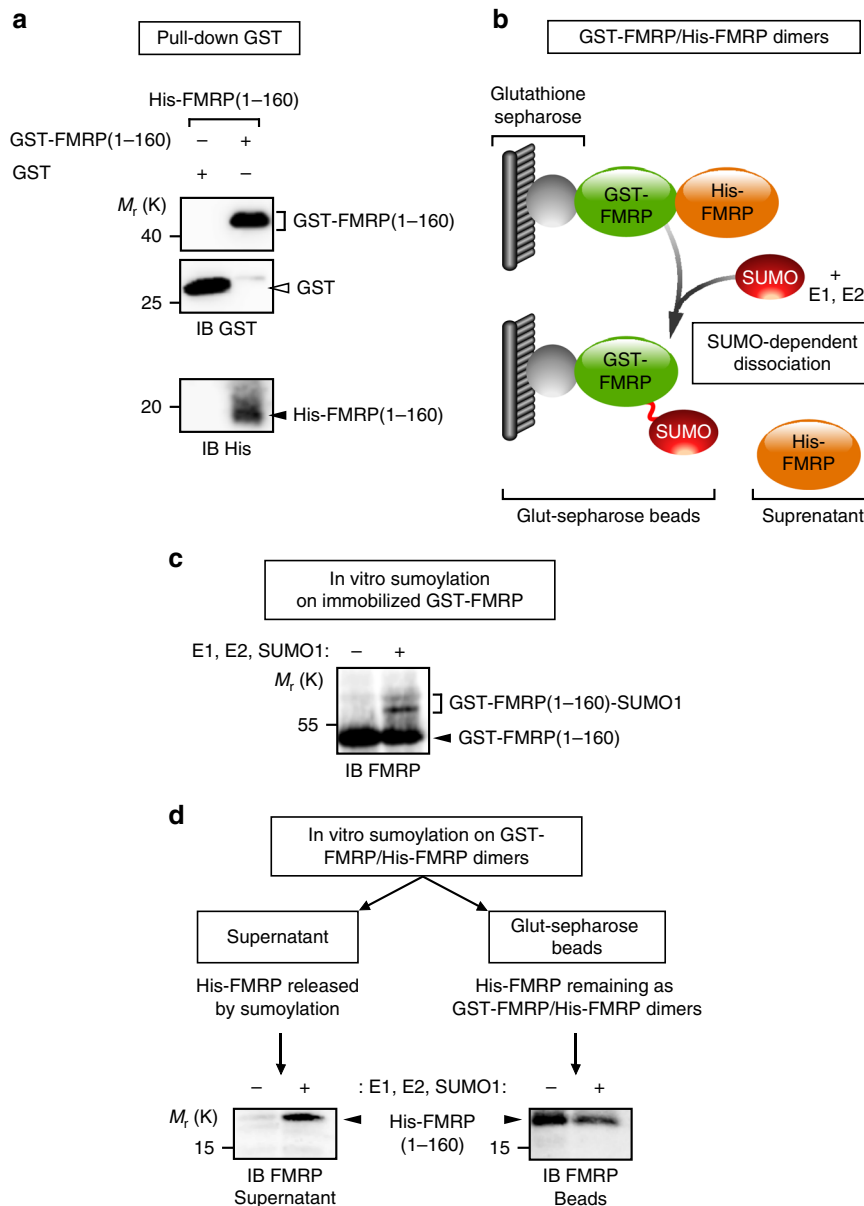 a
Pull-down GST
His-FMRP(1–160)
GST-FMRP(1–160) – +
GST + –
Mr (K)
40
GST-FMRP(1–160)
25
GST
IB GST
20
His-FMRP(1–160)
IB His
b
GST-FMRP/His-FMRP dimers
Glutathione
sepharose
GST-
FMRP
His-
FMRP
SUMO
+
E1, E2
SUMO-dependent
dissociation
GST-
FMRP
SUMO
His-
FMRP
Glut-sepharose beads
Suprenatant
c
In vitro sumoylation
on immobilized GST-FMRP
E1, E2, SUMO1: – +
Mr (K)
55
GST-FMRP(1–160)-SUMO1
GST-FMRP(1–160)
IB FMRP
d
In vitro sumoylation on GST-
FMRP/His-FMRP dimers
Supernatant
Glut-sepharose
beads
His-FMRP released
by sumoylation
His-FMRP remaining as
GST-FMRP/His-FMRP dimers
– + : E1, E2, SUMO1: – +
Mr (K)
15
His-FMRP
(1–160)
15
IB FMRP
Supernatant
IB FMRP
Beads